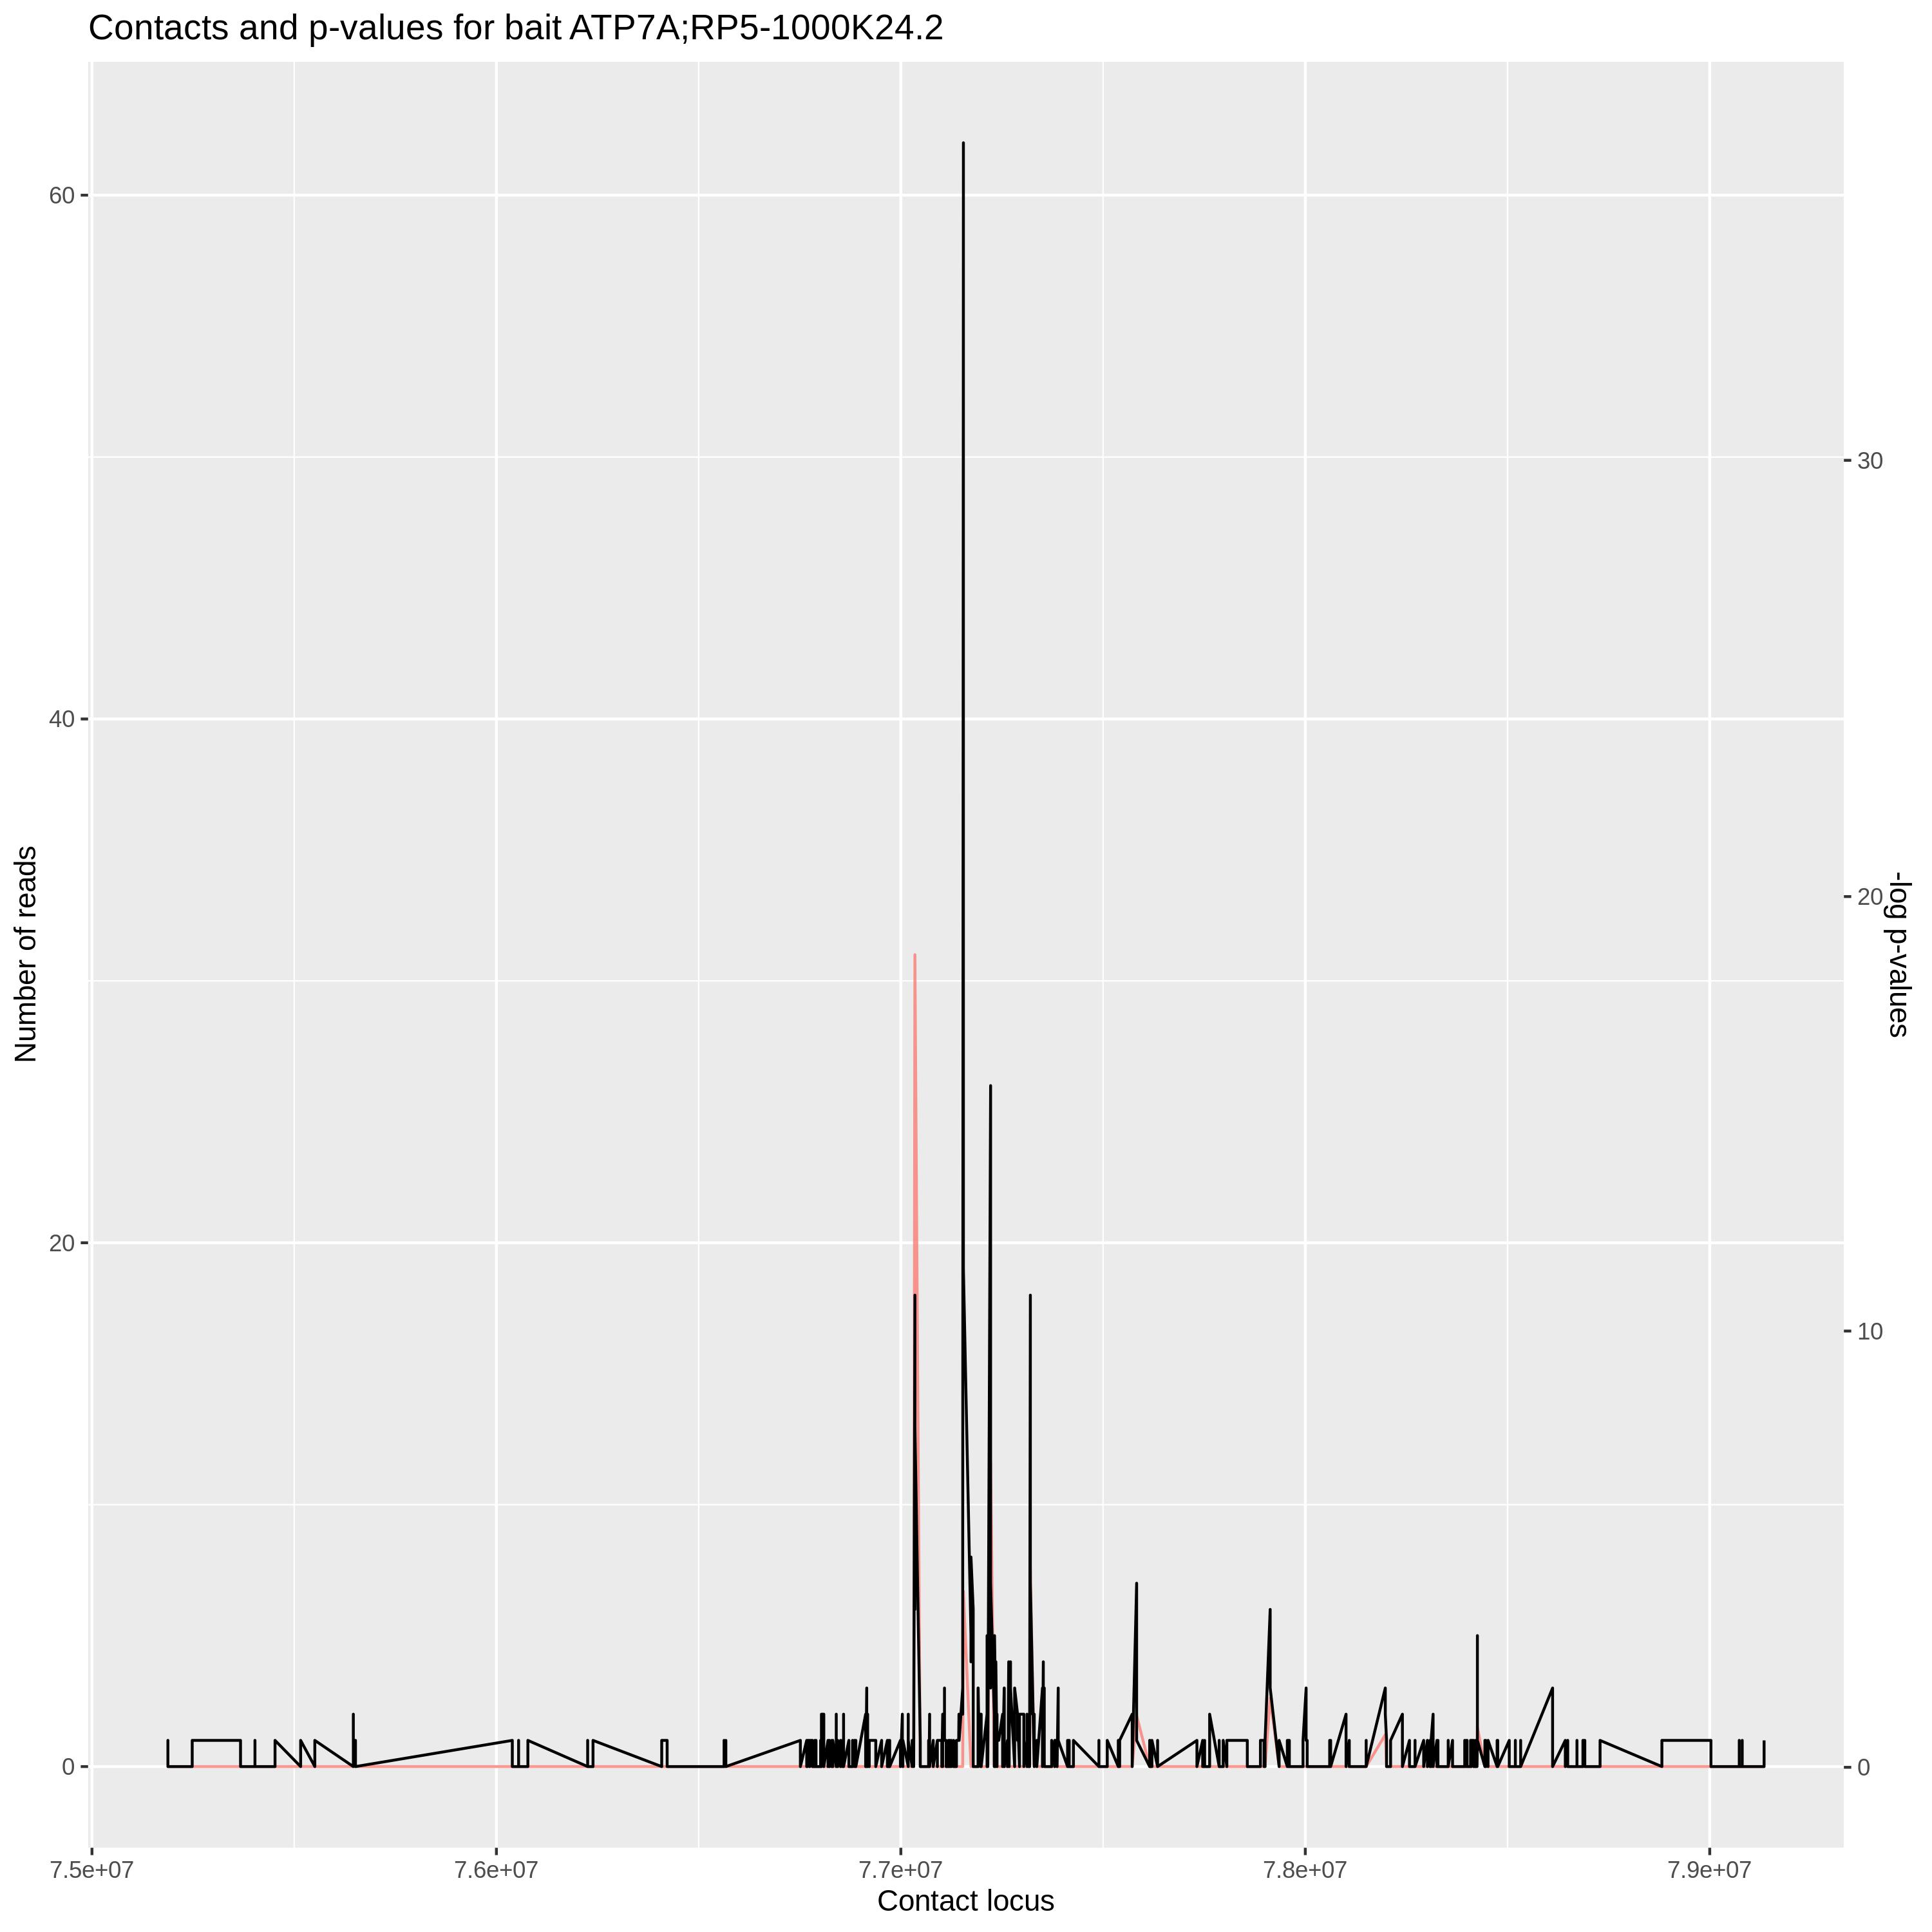 Contacts and p-values for bait ATP7A;RP5-1000K24.2
60
40
20
0
Number of reads
30
20
10
0
-log p-values
7.5e+07
7.6e+07
7.7e+07
7.8e+07
7.9e+07
Contact locus